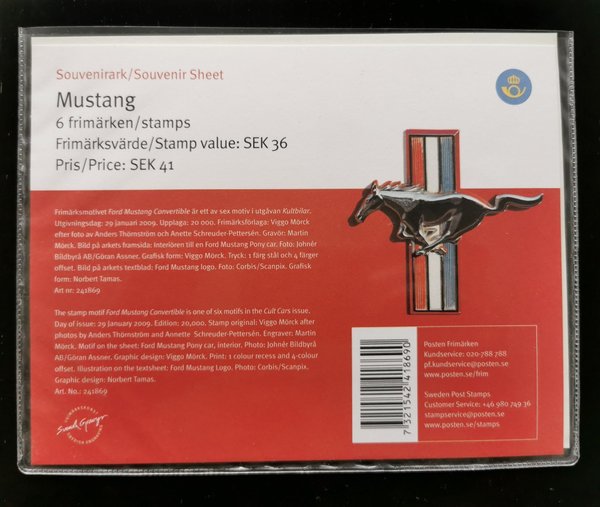 Souvenirark/Souvenir Sheet
Mustang
6 frimärken/stamps
Frimärksvärde/Stamp value: SEK 36
Pris/Price: SEK 41
Frimärksmotivet Ford Mustang Convertible är ett av sex motiv i utgåvan Kultbilar.
Utgivningsdag: 29 januari 2009. Upplaga: 20 000. Frimärksförlaga: Viggo Mörck
efter foto av Anders Thörnström och Anette Schreuder-Pettersén. Gravör: Martin
Mörck. Bild på arkets framsida: Interiören till en Ford Mustang Pony car. Foto: Johnér
Bildbyrå AB/Göran Assner. Grafisk form: Viggo Mörck. Tryck: 1 färg stål och 4 färger
offset. Bild på arkets textblad: Ford Mustang logo. Foto: Corbis/Scanpix. Grafisk
form: Norbert Tamas.
Art nr: 241869
The stamp motif Ford Mustang Convertible is one of six motifs in the Cult Cars issue.
Day of issue: 29 January 2009. Edition: 20,000. Stamp original: Viggo Mörck after
photos by Anders Thörnström and Annette Schreuder-Pettersén. Engraver: Martin
Mörck. Motif on the sheet: Ford Mustang Pony car, interior. Photo: Johnér Bildbyrå
AB/Göran Assner. Graphic design: Viggo Mörck. Print: 1 colour recess and 4-colour
offset. Illustration on the textsheet: Ford Mustang Logo. Photo: Corbis/Scanpix.
Graphic design: Norbert Tamas.
Art. No.: 241869
7 321542 418690
Posten Frimärken
Kundservice: 020-788 788
pf.kundservice@posten.se
www.posten.se/frim
Sweden Post Stamps
Customer Service: +46 980 749 36
stampservice@posten.se
www.posten.se/stamps